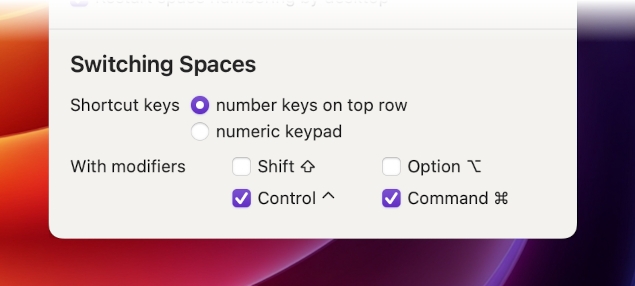 Switching Spaces
Shortcut keys number keys on top row
numeric keypad
With modifiers Shift ⇧ Option ⌥
Control ^ Command ⌘